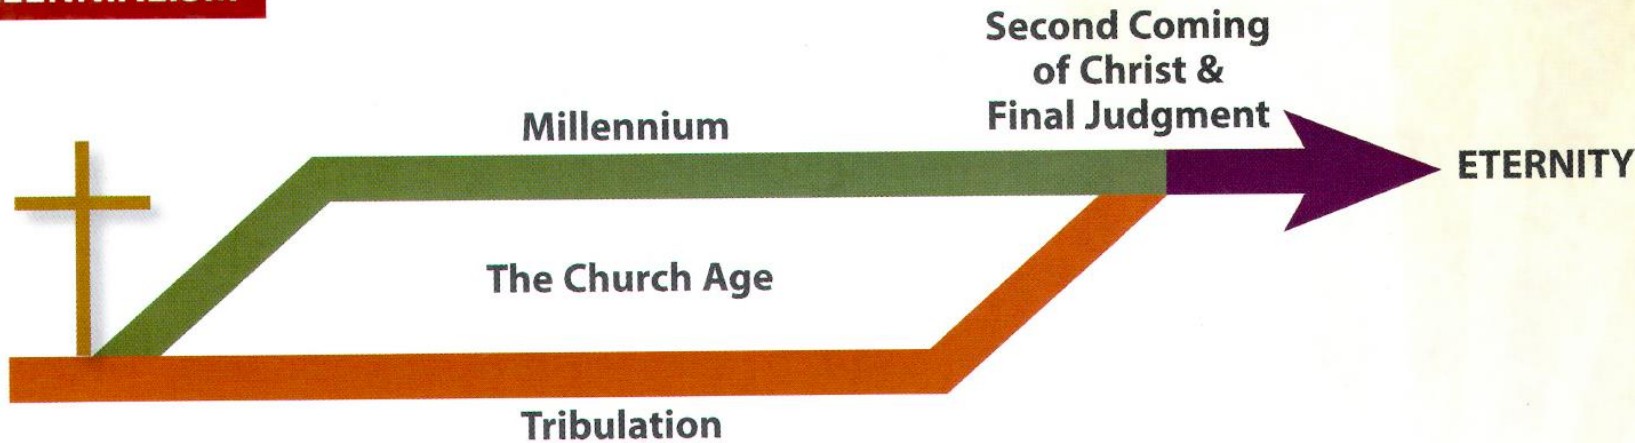 Second Coming
of Christ &
Final Judgment
Millennium
ETERNITY
The Church Age
Tribulation